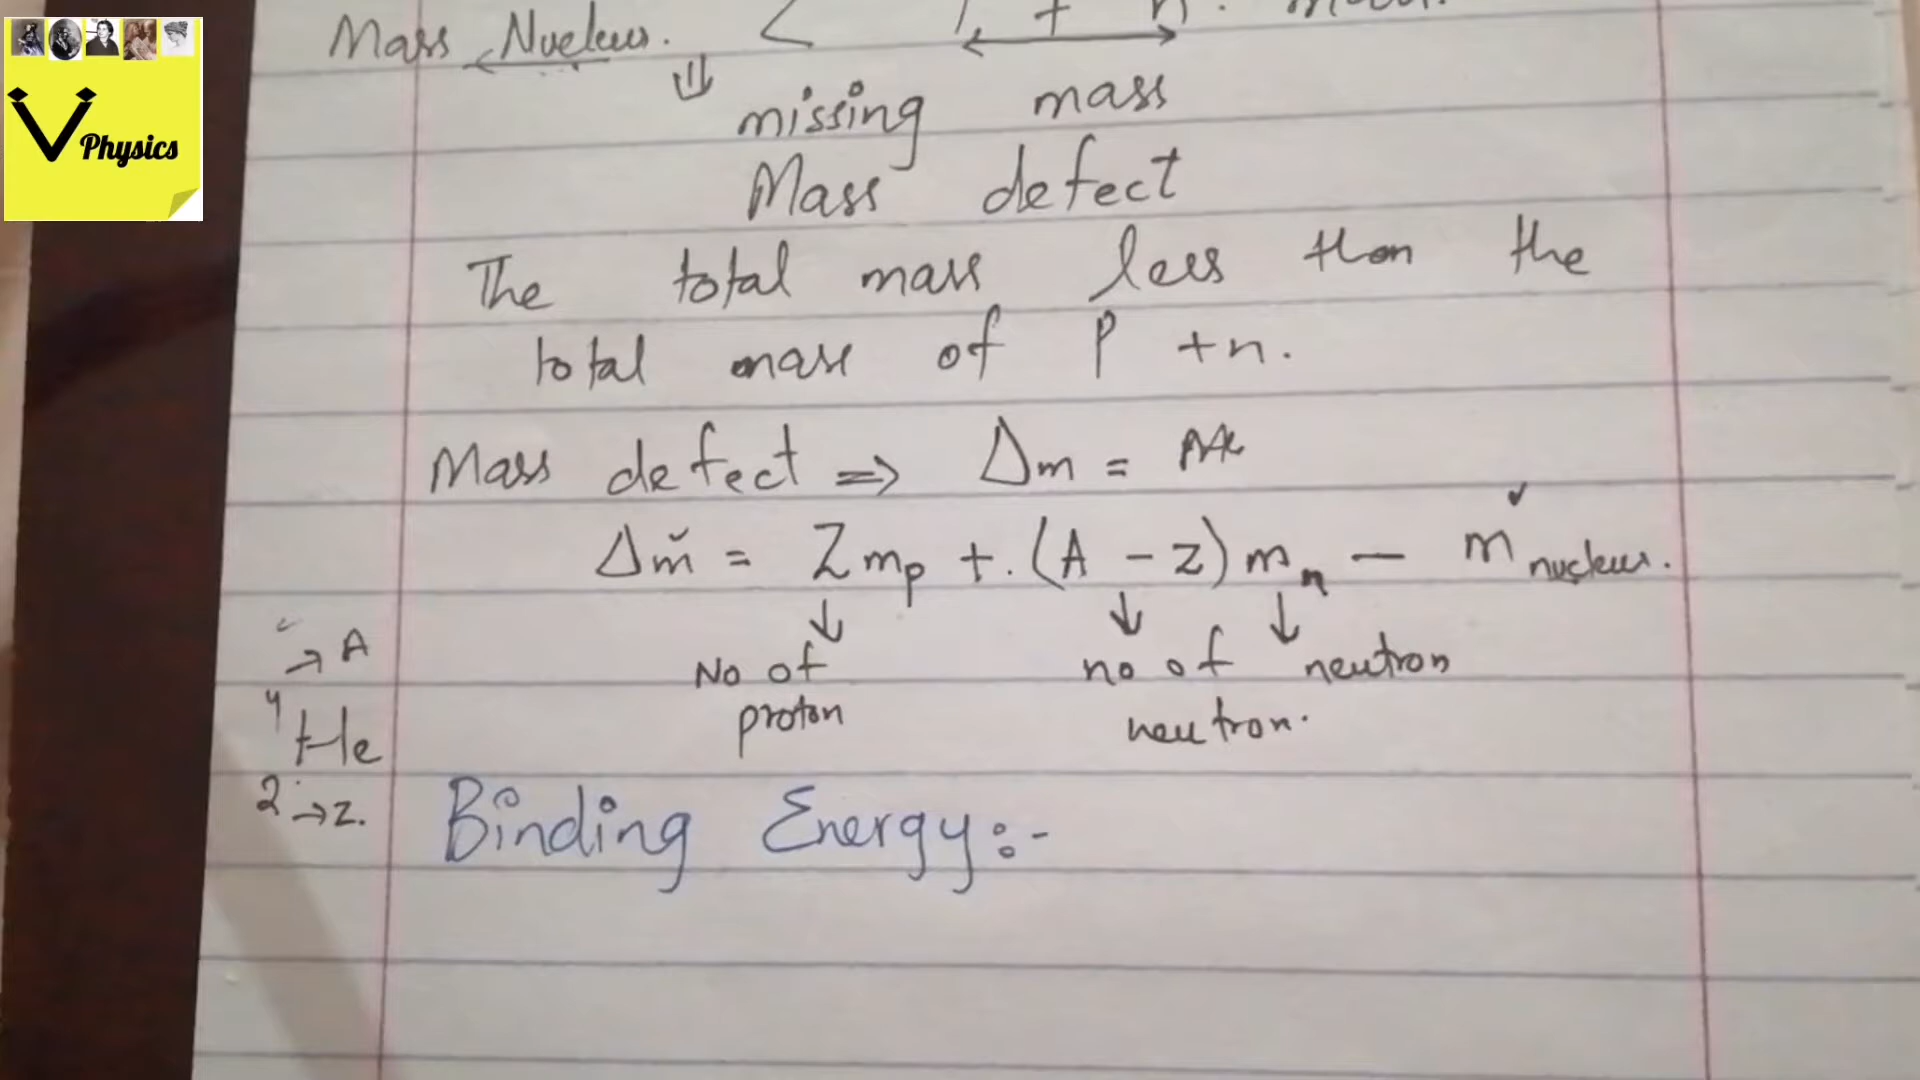 V Physics
Mass Nucleus. <
+ n.
missing mass
Mass defect
The total mass less than the
total mass of P + n.
Mass defect ⇒ Δm =
Δm = Zmp + (A - Z) mn - m nucleus.
→ A
4
He
2 → Z.
No of proton
no of neutron.
neutron
Binding Energy:-